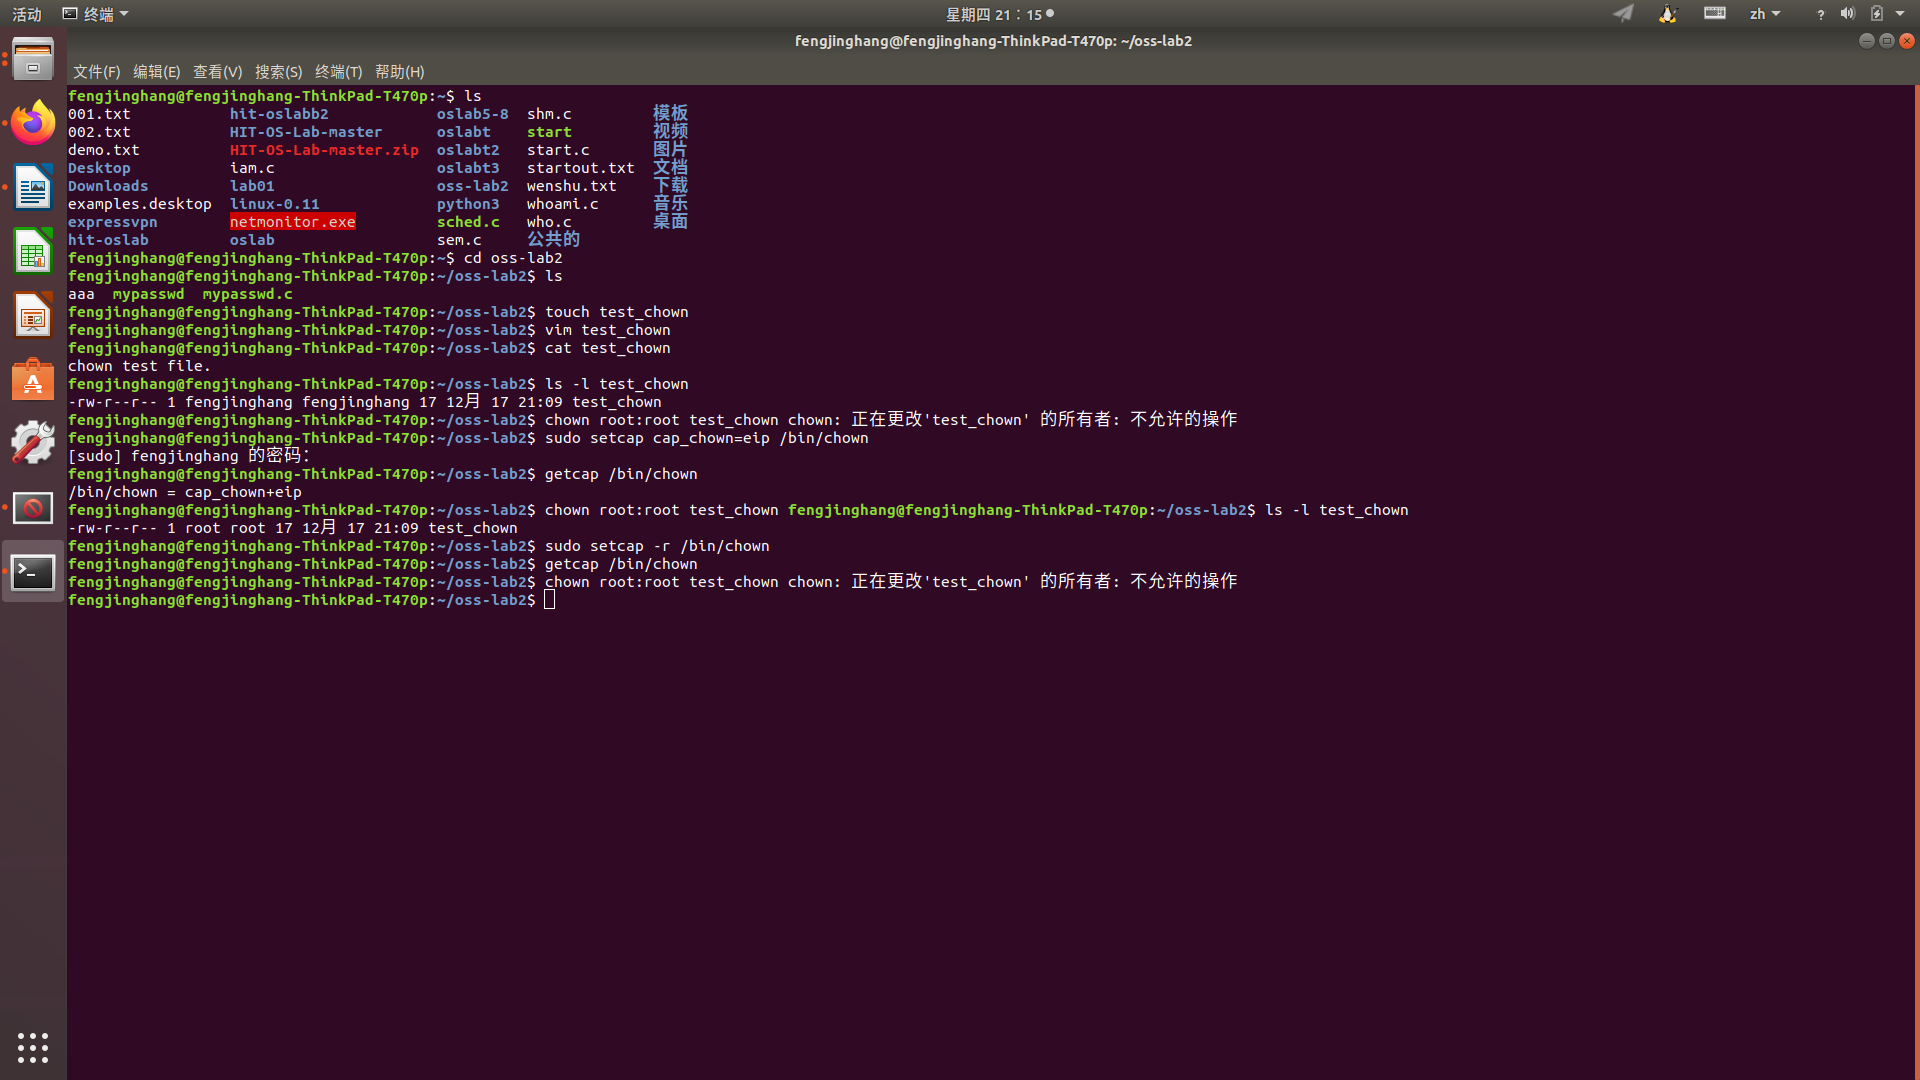 活动 终端 星期四 21：15 zh ?
fengjinghang@fengjinghang-ThinkPad-T470p: ~/oss-lab2
文件(F) 编辑(E) 查看(V) 搜索(S) 终端(T) 帮助(H)
fengjinghang@fengjinghang-ThinkPad-T470p:~$ ls
001.txt hit-oslabb2 oslab5-8 shm.c 模板
002.txt HIT-OS-Lab-master oslabt start 视频
demo.txt HIT-OS-Lab-master.zip oslabt2 start.c 图片
Desktop iam.c oslabt3 startout.txt 文档
Downloads lab01 oss-lab2 wenshu.txt 下载
examples.desktop linux-0.11 python3 whoami.c 音乐
expressvpn netmonitor.exe sched.c who.c 桌面
hit-oslab oslab sem.c 公共的
fengjinghang@fengjinghang-ThinkPad-T470p:~$ cd oss-lab2
fengjinghang@fengjinghang-ThinkPad-T470p:~/oss-lab2$ ls
aaa mypasswd mypasswd.c
fengjinghang@fengjinghang-ThinkPad-T470p:~/oss-lab2$ touch test_chown
fengjinghang@fengjinghang-ThinkPad-T470p:~/oss-lab2$ vim test_chown
fengjinghang@fengjinghang-ThinkPad-T470p:~/oss-lab2$ cat test_chown
chown test file.
fengjinghang@fengjinghang-ThinkPad-T470p:~/oss-lab2$ ls -l test_chown
-rw-r--r-- 1 fengjinghang fengjinghang 17 12月 17 21:09 test_chown
fengjinghang@fengjinghang-ThinkPad-T470p:~/oss-lab2$ chown root:root test_chown chown: 正在更改'test_chown' 的所有者: 不允许的操作
fengjinghang@fengjinghang-ThinkPad-T470p:~/oss-lab2$ sudo setcap cap_chown=eip /bin/chown
[sudo] fengjinghang 的密码：
fengjinghang@fengjinghang-ThinkPad-T470p:~/oss-lab2$ getcap /bin/chown
/bin/chown = cap_chown+eip
fengjinghang@fengjinghang-ThinkPad-T470p:~/oss-lab2$ chown root:root test_chown fengjinghang@fengjinghang-ThinkPad-T470p:~/oss-lab2$ ls -l test_chown
-rw-r--r-- 1 root root 17 12月 17 21:09 test_chown
fengjinghang@fengjinghang-ThinkPad-T470p:~/oss-lab2$ sudo setcap -r /bin/chown
fengjinghang@fengjinghang-ThinkPad-T470p:~/oss-lab2$ getcap /bin/chown
fengjinghang@fengjinghang-ThinkPad-T470p:~/oss-lab2$ chown root:root test_chown chown: 正在更改'test_chown' 的所有者: 不允许的操作
fengjinghang@fengjinghang-ThinkPad-T470p:~/oss-lab2$